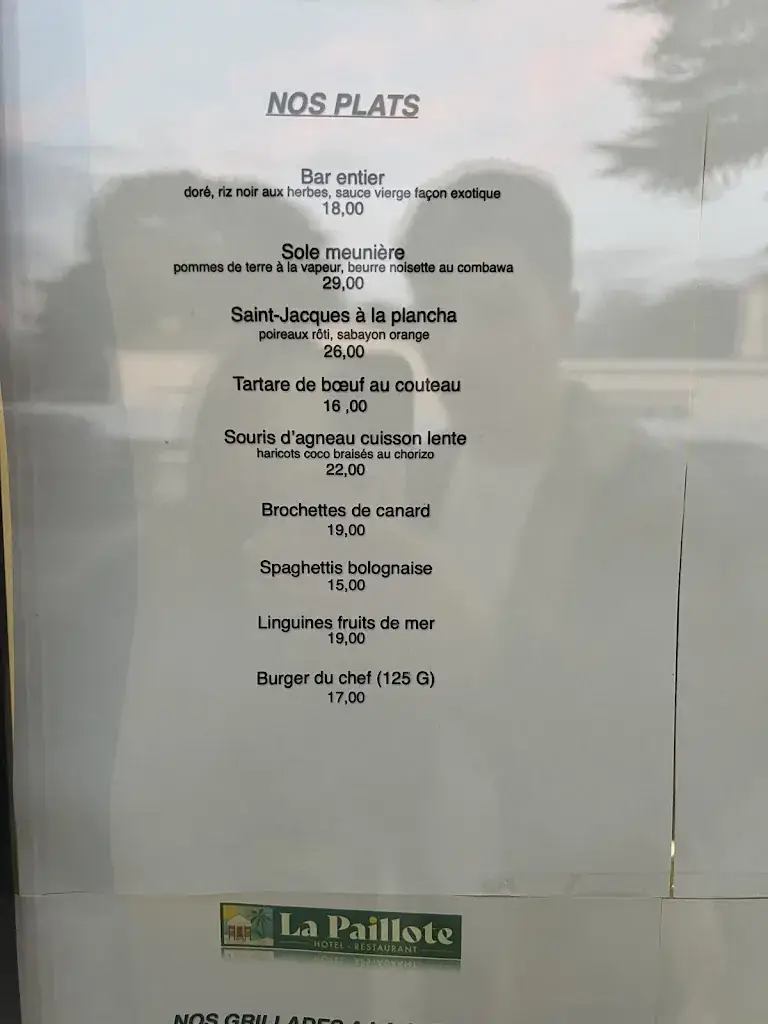 NOS PLATS
Bar entier
doré, riz noir aux herbes, sauce vierge façon exotique
18,00
Sole meunière
pommes de terre à la vapeur, beurre noisette au combawa
29,00
Saint-Jacques à la plancha
poireaux rôti, sabayon orange
26,00
Tartare de bœuf au couteau
16 ,00
Souris d'agneau cuisson lente
haricots coco braisés au chorizo
22,00
Brochettes de canard
19,00
Spaghettis bolognaise
15,00
Linguines fruits de mer
19,00
Burger du chef (125 G)
17,00
La Paillote
HOTEL - RESTAURANT
NOS GRILLADES A LA